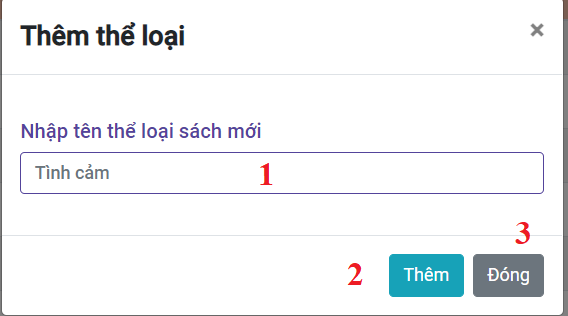 Thêm thể loại ×
Nhập tên thể loại sách mới
Tình cảm 1
3
2 Thêm Đóng